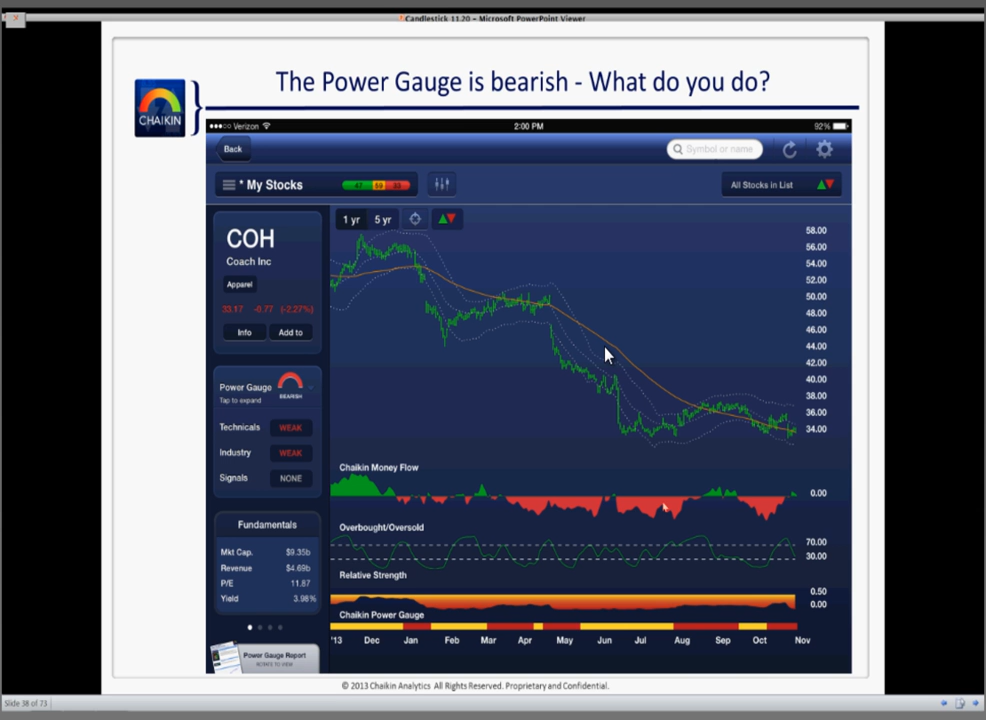 Candlestick 11.20 - Microsoft PowerPoint Viewer
The Power Gauge is bearish - What do you do?
CHAIKIN
Verizon 2:00 PM 92%
Back Symbol or name
* My Stocks 47 59 33 All Stocks in List
1 yr 5 yr
COH
Coach Inc
Apparel
33.17 -0.77 (-2.27%)
Info Add to
Power Gauge
Tap to expand
BEARISH
Technicals WEAK
Industry WEAK
Signals NONE
Fundamentals
Mkt Cap. $9.35b
Revenue $4.69b
P/E 11.87
Yield 3.98%
Power Gauge Report
ROTATE TO VIEW
58.00
56.00
54.00
52.00
50.00
48.00
46.00
44.00
42.00
40.00
38.00
36.00
34.00
Chaikin Money Flow
0.00
Overbought/Oversold
70.00
30.00
Relative Strength
0.50
0.00
Chaikin Power Gauge
'13 Dec Jan Feb Mar Apr May Jun Jul Aug Sep Oct Nov
© 2013 Chaikin Analytics All Rights Reserved. Proprietary and Confidential.
Slide 38 of 73